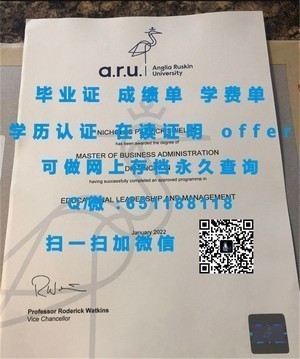 a.r.u.
Anglia Ruskin
University
毕业证 成绩单 学费单
NICHOLAS
has been awarded the degree of
学历认证 在读证明 offer
MASTER OF BUSINESS ADMINISTRATION
可做网上存档永久查询
having successfully completed an approved programme in
EDUCATIONAL LEADERSHIP AND MANAGEMENT
Q/微:
January 2022
扫一扫加微信
Professor Roderick Watkins
Vice Chancellor